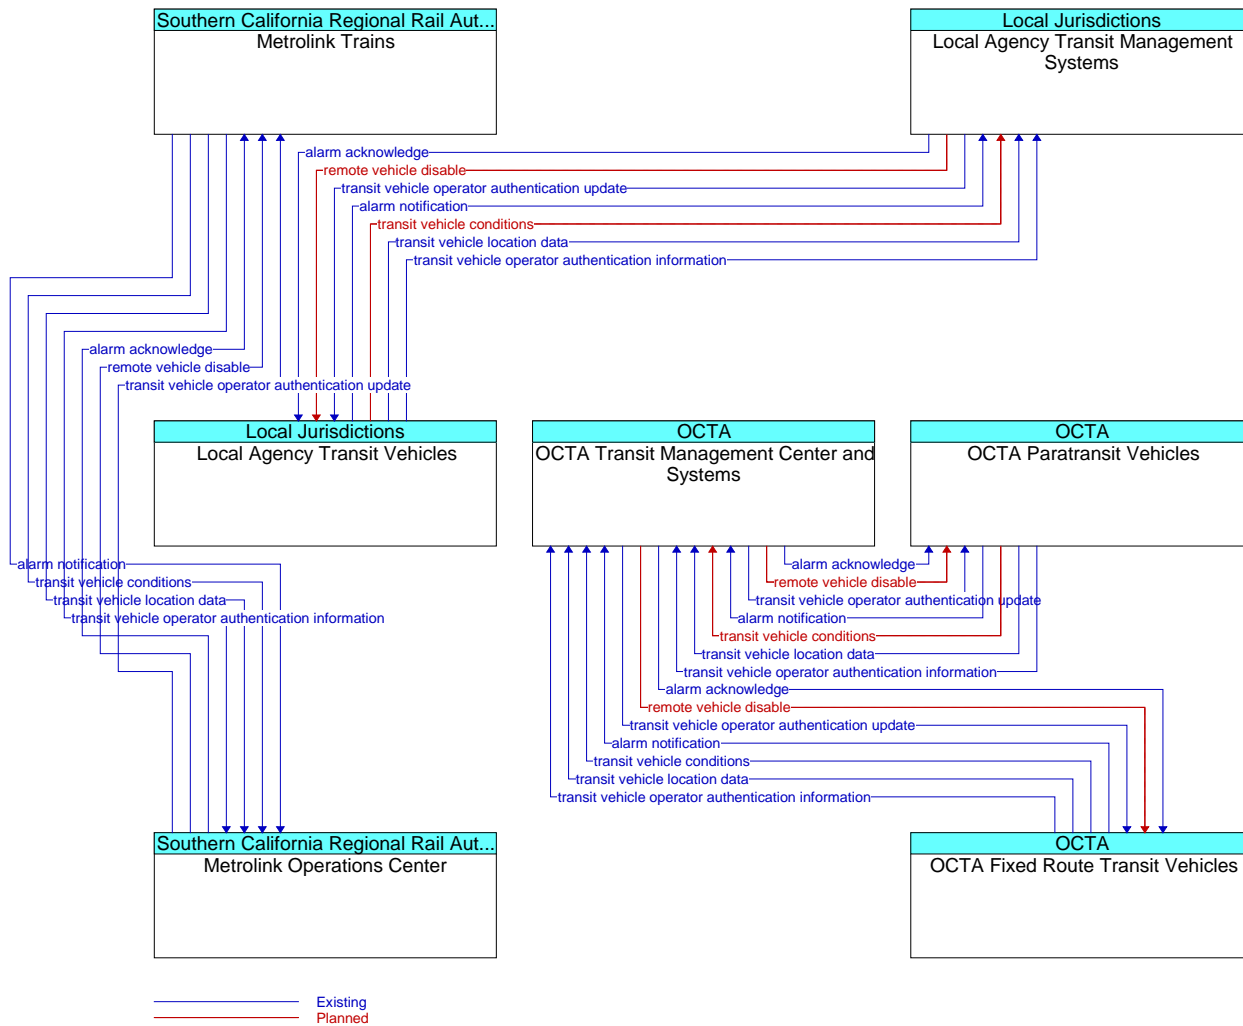 Southern California Regional Rail Aut...
Metrolink Trains
Local Jurisdictions
Local Agency Transit Management
Systems
alarm acknowledge
remote vehicle disable
transit vehicle operator authentication update
alarm notification
transit vehicle conditions
transit vehicle location data
transit vehicle operator authentication information
alarm acknowledge
remote vehicle disable
transit vehicle operator authentication update
Local Jurisdictions
Local Agency Transit Vehicles
OCTA
OCTA Transit Management Center and
Systems
OCTA
OCTA Paratransit Vehicles
alarm notification
transit vehicle conditions
transit vehicle location data
transit vehicle operator authentication information
alarm acknowledge
remote vehicle disable
transit vehicle operator authentication update
alarm notification
transit vehicle conditions
transit vehicle location data
transit vehicle operator authentication information
alarm acknowledge
remote vehicle disable
transit vehicle operator authentication update
alarm notification
transit vehicle conditions
transit vehicle location data
transit vehicle operator authentication information
Southern California Regional Rail Aut...
Metrolink Operations Center
OCTA
OCTA Fixed Route Transit Vehicles
Existing
Planned